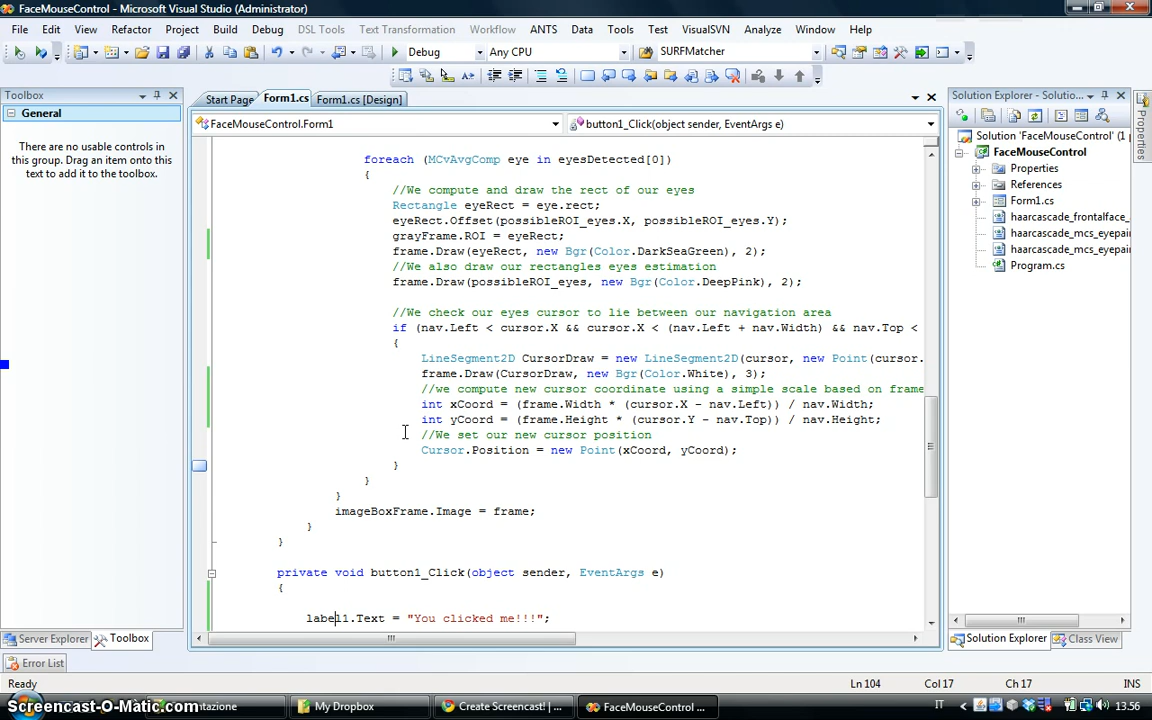 FaceMouseControl - Microsoft Visual Studio (Administrator)
File Edit View Refactor Project Build Debug DSL Tools Text Transformation ReWorkflow ANTS Data Tools Test VisualSVN Analyze Window Help
Debug Any CPU SURFMatcher
Toolbox
Start Page Form1.cs Form1.cs [Design]
Solution Explorer - Solutio...
General
There are no usable controls in
this group. Drag an item onto this
text to add it to the toolbox.
FaceMouseControl.Form1 button1_Click(object sender, EventArgs e)
foreach (MCvAvgComp eye in eyesDetected[0])
{
//We compute and draw the rect of our eyes
Rectangle eyeRect = eye.rect;
eyeRect.Offset(possibleROI_eyes.X, possibleROI_eyes.Y);
grayFrame.ROI = eyeRect;
frame.Draw(eyeRect, new Bgr(Color.DarkSeaGreen), 2);
//We also draw our rectangles eyes estimation
frame.Draw(possibleROI_eyes, new Bgr(Color.DeepPink), 2);
//We check our eyes cursor to lie between our navigation area
if (nav.Left < cursor.X && cursor.X < (nav.Left + nav.Width) && nav.Top <
{
LineSegment2D CursorDraw = new LineSegment2D(cursor, new Point(cursor.
frame.Draw(CursorDraw, new Bgr(Color.White), 3);
//we compute new cursor coordinate using a simple scale based on frame
int xCoord = (frame.Width * (cursor.X - nav.Left)) / nav.Width;
int yCoord = (frame.Height * (cursor.Y - nav.Top)) / nav.Height;
//We set our new cursor position
Cursor.Position = new Point(xCoord, yCoord);
}
}
}
imageBoxFrame.Image = frame;
}
}
private void button1_Click(object sender, EventArgs e)
{
label1.Text = "You clicked me!!!";
Solution 'FaceMouseControl' (1 p
FaceMouseControl
Properties
References
Form1.cs
haarcascade_frontalface_
haarcascade_mcs_eyepai
haarcascade_mcs_eyepai
Program.cs
Properties
Server Explorer Toolbox
Solution Explorer Class View
Error List
Ready Ln 104 Col 17 Ch 17 INS
Screencast-O-Matic.com
My Dropbox Create Screencast! | ... FaceMouseControl ... IT 13.56